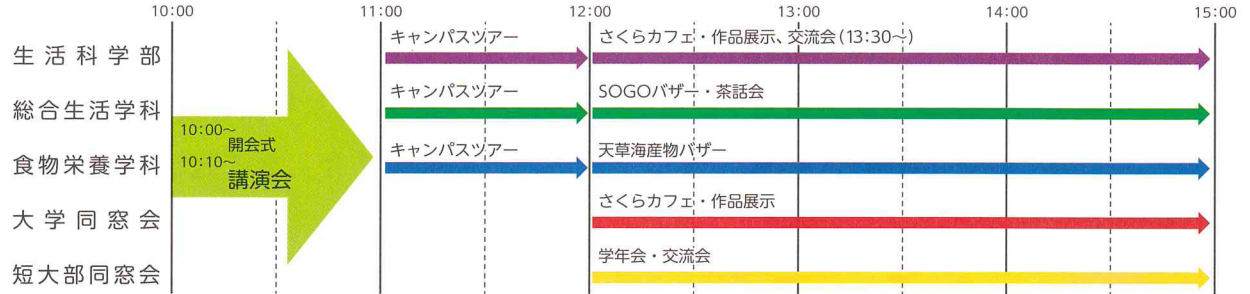 10:00 11:00 12:00 13:00 14:00 15:00
生活科学部 キャンパスツアー さくらカフェ・作品展示、交流会(13:30〜)
総合生活学科 キャンパスツアー SOGOバザー・茶話会
10:00〜
開会式
食物栄養学科 キャンパスツアー 天草海産物バザー
10:10〜
講演会
大学同窓会 さくらカフェ・作品展示
短大部同窓会 学年会・交流会